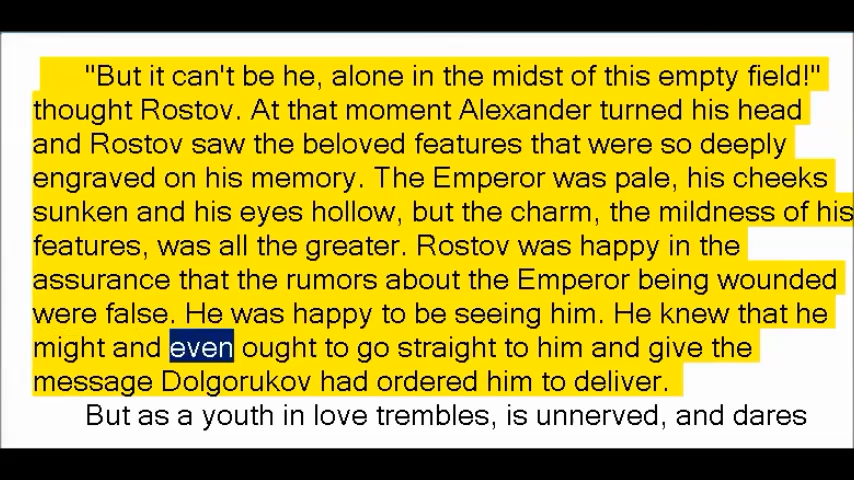 "But it can't be he, alone in the midst of this empty field!"
thought Rostov. At that moment Alexander turned his head
and Rostov saw the beloved features that were so deeply
engraved on his memory. The Emperor was pale, his cheeks
sunken and his eyes hollow, but the charm, the mildness of his
features, was all the greater. Rostov was happy in the
assurance that the rumors about the Emperor being wounded
were false. He was happy to be seeing him. He knew that he
might and even ought to go straight to him and give the
message Dolgorukov had ordered him to deliver.
But as a youth in love trembles, is unnerved, and dares